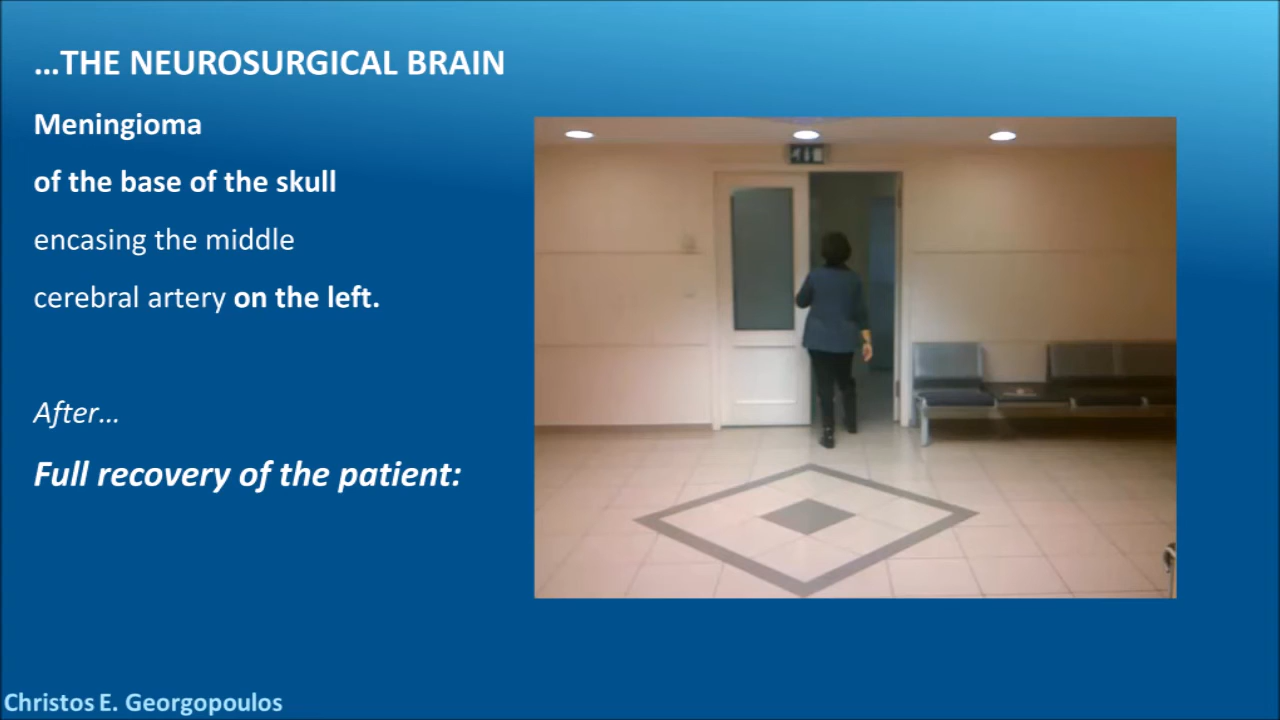 …THE NEUROSURGICAL BRAIN
Meningioma
of the base of the skull
encasing the middle
cerebral artery on the left.
After…
Full recovery of the patient:
Christos E. Georgopoulos